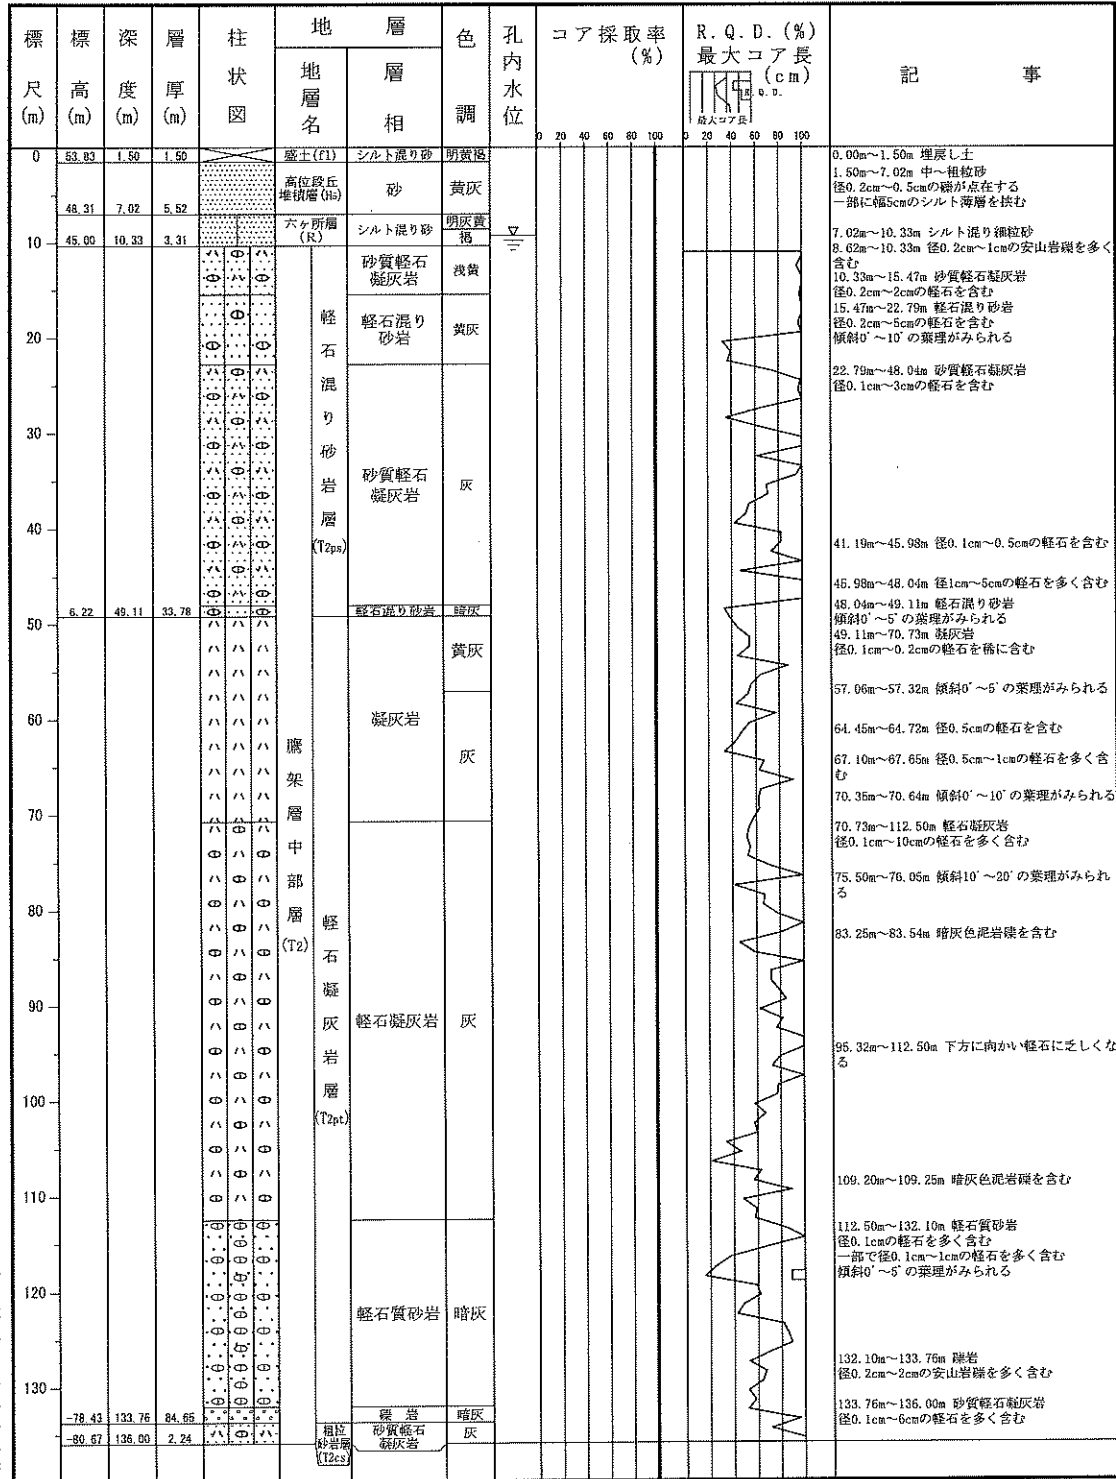 標尺(m)
標高(m)
深度(m)
層厚(m)
柱状図
地層
地層名
層相
色調
孔内水位
コア採取率(%)
R.Q.D.(%)
最大コア長(cm)
R.Q.D.
最大コア長
記事
0 20 40 60 80 100
0 20 40 60 80 100
0
10
20
30
40
50
60
70
80
90
100
110
120
130
53.83 1.50 1.50
48.31 7.02 5.52
45.00 10.33 3.31
6.22 49.11 33.78
-78.43 133.76 84.65
-80.67 136.00 2.24
盛土(fl) シルト混り砂 明黄褐
高位段丘堆積層(H5) 砂 黄灰
六ヶ所層(R) シルト混り砂 明灰黄 褐
鷹架層中部層(T2)
軽石混り砂岩層(T2ps)
砂質軽石凝灰岩 浅黄
軽石混り砂岩 黄灰
砂質軽石凝灰岩 灰
軽石混り砂岩 暗灰
軽石凝灰岩層(T2pt)
凝灰岩 黄灰 灰
軽石凝灰岩 灰
軽石質砂岩 暗灰
礫岩 暗灰
粗粒砂岩層(T2cs)
砂質軽石凝灰岩 灰
0.00m~1.50m 埋戻し土
1.50m~7.02m 中~粗粒砂
径0.2cm~0.5cmの礫が点在する
一部に幅5cmのシルト薄層を挟む
7.02m~10.33m シルト混り細粒砂
8.62m~10.33m 径0.2cm~1cmの安山岩礫を多く
含む
10.33m~15.47m 砂質軽石凝灰岩
径0.2cm~2cmの軽石を含む
15.47m~22.79m 軽石混り砂岩
径0.2cm~5cmの軽石を含む
傾斜0°~10°の葉理がみられる
22.79m~48.04m 砂質軽石凝灰岩
径0.1cm~3cmの軽石を含む
41.19m~45.98m 径0.1cm~0.5cmの軽石を含む
45.98m~48.04m 径1cm~5cmの軽石を多く含む
48.04m~49.11m 軽石混り砂岩
傾斜0°~5°の葉理がみられる
49.11m~70.73m 凝灰岩
径0.1cm~0.2cmの軽石を稀に含む
57.06m~57.32m 傾斜0°~5°の葉理がみられる
64.45m~64.72m 径0.5cmの軽石を含む
67.10m~67.65m 径0.5cm~1cmの軽石を多く含
む
70.36m~70.64m 傾斜0°~10°の葉理がみられる
70.73m~112.50m 軽石凝灰岩
径0.1cm~10cmの軽石を多く含む
75.50m~76.05m 傾斜10°~20°の葉理がみられ
る
83.25m~83.54m 暗灰色泥岩礫を含む
95.32m~112.50m 下方に向かい軽石に乏しくな
る
109.20m~109.25m 暗灰色泥岩礫を含む
112.50m~132.10m 軽石質砂岩
径0.1cmの軽石を多く含む
一部で径0.1cm~1cmの軽石を多く含む
傾斜0°~5°の葉理がみられる
132.10m~133.76m 礫岩
径0.2cm~2cmの安山岩礫を多く含む
133.76m~136.00m 砂質軽石凝灰岩
径0.1cm~6cmの軽石を多く含む